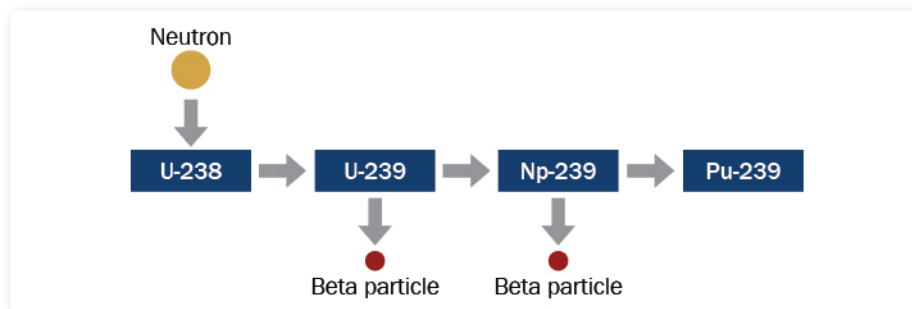 Neutron
U-238
U-239
Np-239
Pu-239
Beta particle
Beta particle